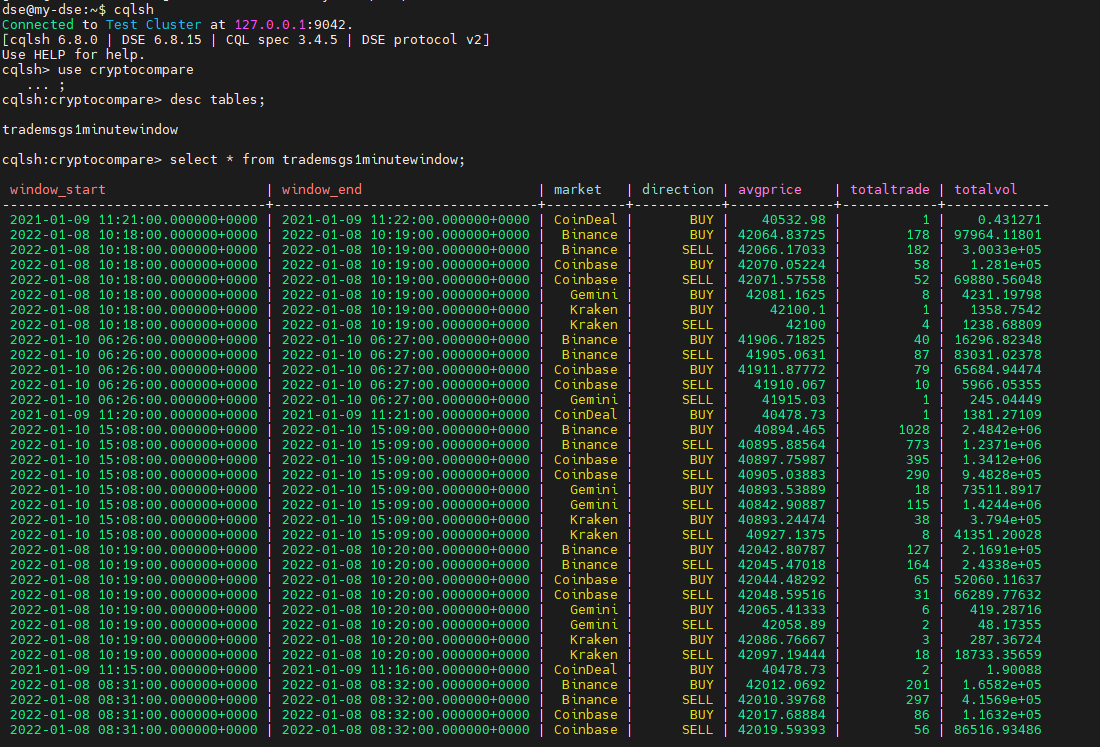 dse@my-dse:~$ cqlsh
Connected to Test Cluster at 127.0.0.1:9042.
[cqlsh 6.8.0 | DSE 6.8.15 | CQL spec 3.4.5 | DSE protocol v2]
Use HELP for help.
cqlsh> use cryptocompare
   ... ;
cqlsh:cryptocompare> desc tables;
trademsgs1minutewindow
cqlsh:cryptocompare> select * from trademsgs1minutewindow;
window_start | window_end | market | direction | avgprice | totaltrade | totalvol
2021-01-09 11:21:00.000000+0000 | 2021-01-09 11:22:00.000000+0000 | CoinDeal | BUY | 40532.98 | 1 | 0.431271
2022-01-08 10:18:00.000000+0000 | 2022-01-08 10:19:00.000000+0000 | Binance | BUY | 42064.83725 | 178 | 97964.11801
2022-01-08 10:18:00.000000+0000 | 2022-01-08 10:19:00.000000+0000 | Binance | SELL | 42066.17033 | 182 | 3.0033e+05
2022-01-08 10:18:00.000000+0000 | 2022-01-08 10:19:00.000000+0000 | Coinbase | BUY | 42070.05224 | 58 | 1.281e+05
2022-01-08 10:18:00.000000+0000 | 2022-01-08 10:19:00.000000+0000 | Coinbase | SELL | 42071.57558 | 52 | 69880.56048
2022-01-08 10:18:00.000000+0000 | 2022-01-08 10:19:00.000000+0000 | Gemini | BUY | 42081.1625 | 8 | 4231.19798
2022-01-08 10:18:00.000000+0000 | 2022-01-08 10:19:00.000000+0000 | Kraken | BUY | 42100.1 | 1 | 1358.7542
2022-01-08 10:18:00.000000+0000 | 2022-01-08 10:19:00.000000+0000 | Kraken | SELL | 42100 | 4 | 1238.68809
2022-01-10 06:26:00.000000+0000 | 2022-01-10 06:27:00.000000+0000 | Binance | BUY | 41906.71825 | 40 | 16296.82348
2022-01-10 06:26:00.000000+0000 | 2022-01-10 06:27:00.000000+0000 | Binance | SELL | 41905.0631 | 87 | 83031.02378
2022-01-10 06:26:00.000000+0000 | 2022-01-10 06:27:00.000000+0000 | Coinbase | BUY | 41911.87772 | 79 | 65684.94474
2022-01-10 06:26:00.000000+0000 | 2022-01-10 06:27:00.000000+0000 | Coinbase | SELL | 41910.067 | 10 | 5966.05355
2022-01-10 06:26:00.000000+0000 | 2022-01-10 06:27:00.000000+0000 | Gemini | SELL | 41915.03 | 1 | 245.04449
2021-01-09 11:20:00.000000+0000 | 2021-01-09 11:21:00.000000+0000 | CoinDeal | BUY | 40478.73 | 1 | 1381.27109
2022-01-10 15:08:00.000000+0000 | 2022-01-10 15:09:00.000000+0000 | Binance | BUY | 40894.465 | 1028 | 2.4842e+06
2022-01-10 15:08:00.000000+0000 | 2022-01-10 15:09:00.000000+0000 | Binance | SELL | 40895.88564 | 773 | 1.2371e+06
2022-01-10 15:08:00.000000+0000 | 2022-01-10 15:09:00.000000+0000 | Coinbase | BUY | 40897.75987 | 395 | 1.3412e+06
2022-01-10 15:08:00.000000+0000 | 2022-01-10 15:09:00.000000+0000 | Coinbase | SELL | 40905.03883 | 290 | 9.4828e+05
2022-01-10 15:08:00.000000+0000 | 2022-01-10 15:09:00.000000+0000 | Gemini | BUY | 40893.53889 | 18 | 73511.8917
2022-01-10 15:08:00.000000+0000 | 2022-01-10 15:09:00.000000+0000 | Gemini | SELL | 40842.90887 | 115 | 1.4244e+06
2022-01-10 15:08:00.000000+0000 | 2022-01-10 15:09:00.000000+0000 | Kraken | BUY | 40893.24474 | 38 | 3.794e+05
2022-01-10 15:08:00.000000+0000 | 2022-01-10 15:09:00.000000+0000 | Kraken | SELL | 40927.1375 | 8 | 41351.20028
2022-01-08 10:19:00.000000+0000 | 2022-01-08 10:20:00.000000+0000 | Binance | BUY | 42042.80787 | 127 | 2.1691e+05
2022-01-08 10:19:00.000000+0000 | 2022-01-08 10:20:00.000000+0000 | Binance | SELL | 42045.47018 | 164 | 2.4338e+05
2022-01-08 10:19:00.000000+0000 | 2022-01-08 10:20:00.000000+0000 | Coinbase | BUY | 42044.48292 | 65 | 52060.11637
2022-01-08 10:19:00.000000+0000 | 2022-01-08 10:20:00.000000+0000 | Coinbase | SELL | 42048.59516 | 31 | 66289.77632
2022-01-08 10:19:00.000000+0000 | 2022-01-08 10:20:00.000000+0000 | Gemini | BUY | 42065.41333 | 6 | 419.28716
2022-01-08 10:19:00.000000+0000 | 2022-01-08 10:20:00.000000+0000 | Gemini | SELL | 42058.89 | 2 | 48.17355
2022-01-08 10:19:00.000000+0000 | 2022-01-08 10:20:00.000000+0000 | Kraken | BUY | 42086.76667 | 3 | 287.36724
2022-01-08 10:19:00.000000+0000 | 2022-01-08 10:20:00.000000+0000 | Kraken | SELL | 42097.19444 | 18 | 18733.35659
2021-01-09 11:15:00.000000+0000 | 2021-01-09 11:16:00.000000+0000 | CoinDeal | BUY | 40478.73 | 2 | 1.90088
2022-01-08 08:31:00.000000+0000 | 2022-01-08 08:32:00.000000+0000 | Binance | BUY | 42012.0692 | 201 | 1.6582e+05
2022-01-08 08:31:00.000000+0000 | 2022-01-08 08:32:00.000000+0000 | Binance | SELL | 42010.39768 | 297 | 4.1569e+05
2022-01-08 08:31:00.000000+0000 | 2022-01-08 08:32:00.000000+0000 | Coinbase | BUY | 42017.68884 | 86 | 1.1632e+05
2022-01-08 08:31:00.000000+0000 | 2022-01-08 08:32:00.000000+0000 | Coinbase | SELL | 42019.59393 | 56 | 86516.93486